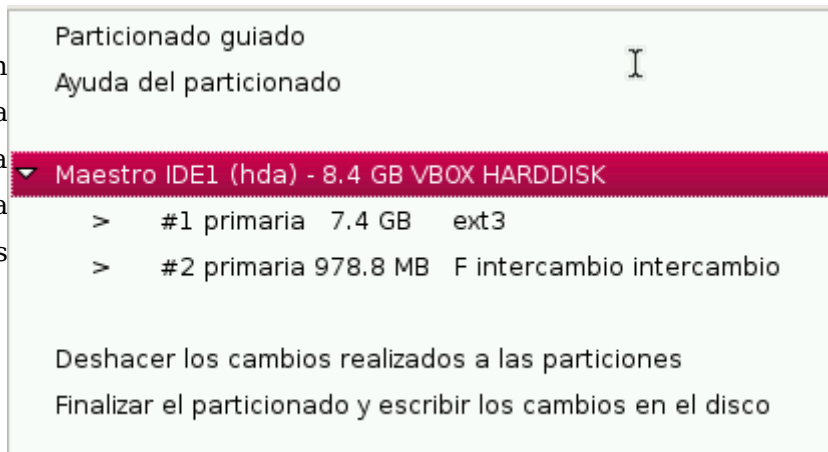 Particionado guiado
Ayuda del particionado
Maestro IDE1 (hda) - 8.4 GB VBOX HARDDISK
> #1 primaria 7.4 GB ext3
> #2 primaria 978.8 MB F intercambio intercambio
Deshacer los cambios realizados a las particiones
Finalizar el particionado y escribir los cambios en el disco